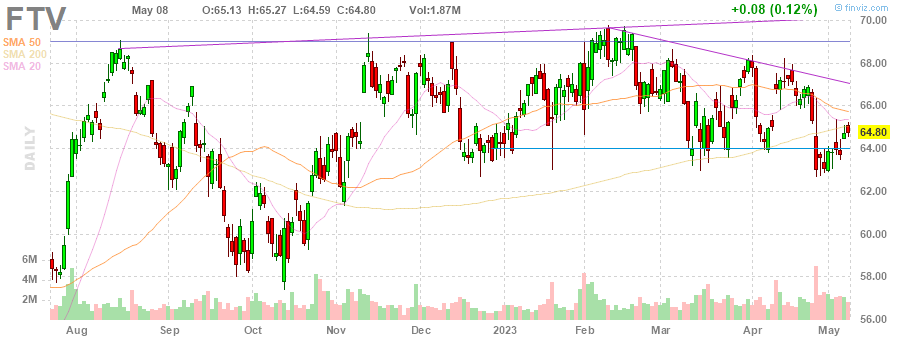 FTV
May 08
O:65.13
H:65.27
L:64.59
C:64.80
Vol:1.87M
+0.08 (0.12%)
© finviz.com
SMA 50
SMA 200
SMA 20
DAILY
70.00
68.00
66.00
64.80
64.00
62.00
60.00
58.00
56.00
6M
4M
2M
Aug
Sep
Oct
Nov
Dec
2023
Feb
Mar
Apr
May